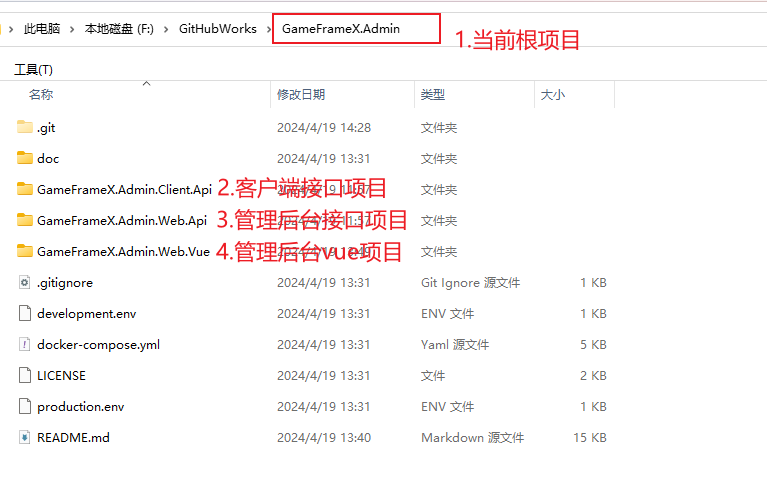 此电脑 > 本地磁盘 (F:) > GitHubWorks > GameFrameX.Admin
1.当前根项目
工具(T)
名称 修改日期 类型 大小
.git 2024/4/19 14:28 文件夹
doc 2024/4/19 13:31 文件夹
GameFrameX.Admin.Client.Api 2.客户端接口项目 文件夹
GameFrameX.Admin.Web.Api 3.管理后台接口项目 文件夹
GameFrameX.Admin.Web.Vue 4.管理后台vue项目 文件夹
.gitignore 2024/4/19 13:31 Git Ignore 源文件 1 KB
development.env 2024/4/19 13:31 ENV 文件 1 KB
docker-compose.yml 2024/4/19 13:31 Yaml 源文件 5 KB
LICENSE 2024/4/19 13:31 文件 2 KB
production.env 2024/4/19 13:31 ENV 文件 1 KB
README.md 2024/4/19 13:40 Markdown 源文件 15 KB